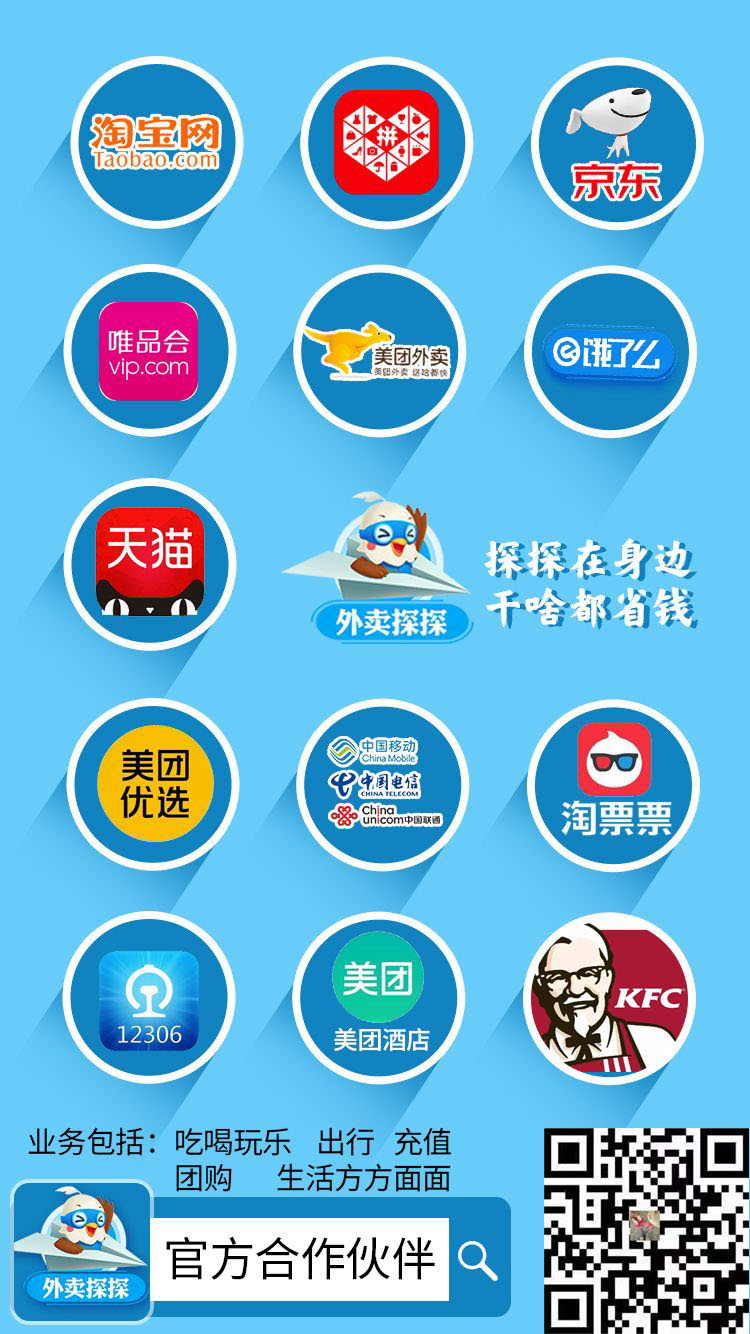 淘宝网
Taobao.com
拼
京东
唯品会
vip.com
美团外卖
美团外卖 送啥都快
饿了么
天猫
外卖探探
探探在身边
干啥都省钱
美团
优选
中国移动
China Mobile
中国电信
CHINA TELECOM
China
unicom中国联通
淘票票
12306
美团
美团酒店
KFC
业务包括：吃喝玩乐 出行 充值
团购 生活方方面面
外卖探探
官方合作伙伴